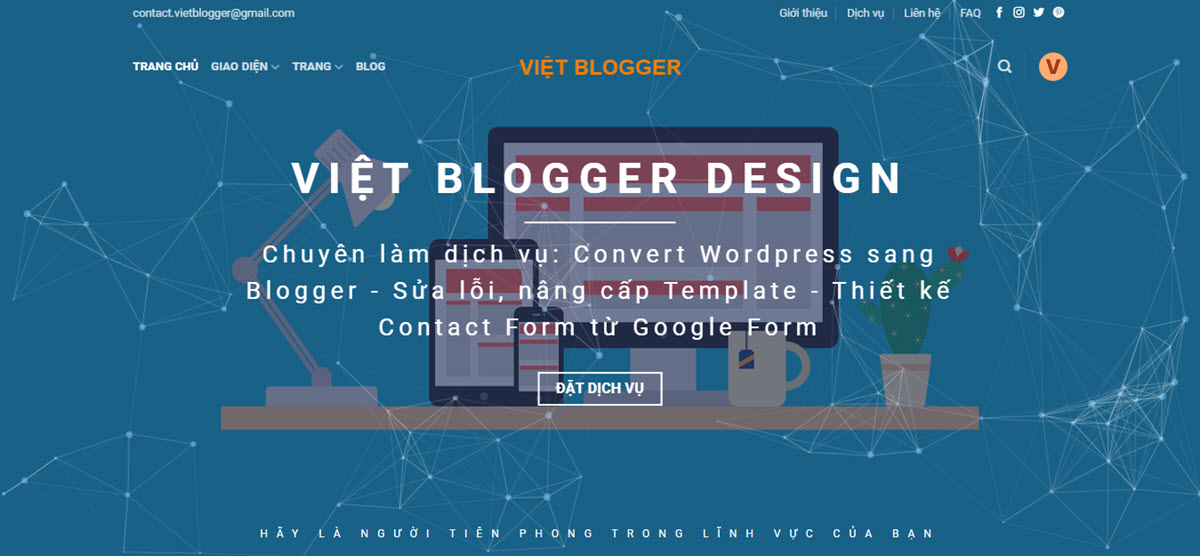 contact.vietblogger@gmail.com
Giới thiệu Dịch vụ Liên hệ FAQ
TRANG CHỦ GIAO DIỆN TRANG BLOG
VIỆT BLOGGER
V
VIỆT BLOGGER DESIGN
Chuyên làm dịch vụ: Convert Wordpress sang
Blogger - Sửa lỗi, nâng cấp Template - Thiết kế
Contact Form từ Google Form
ĐẶT DỊCH VỤ
HÃY LÀ NGƯỜI TIÊN PHONG TRONG LĨNH VỰC CỦA BẠN